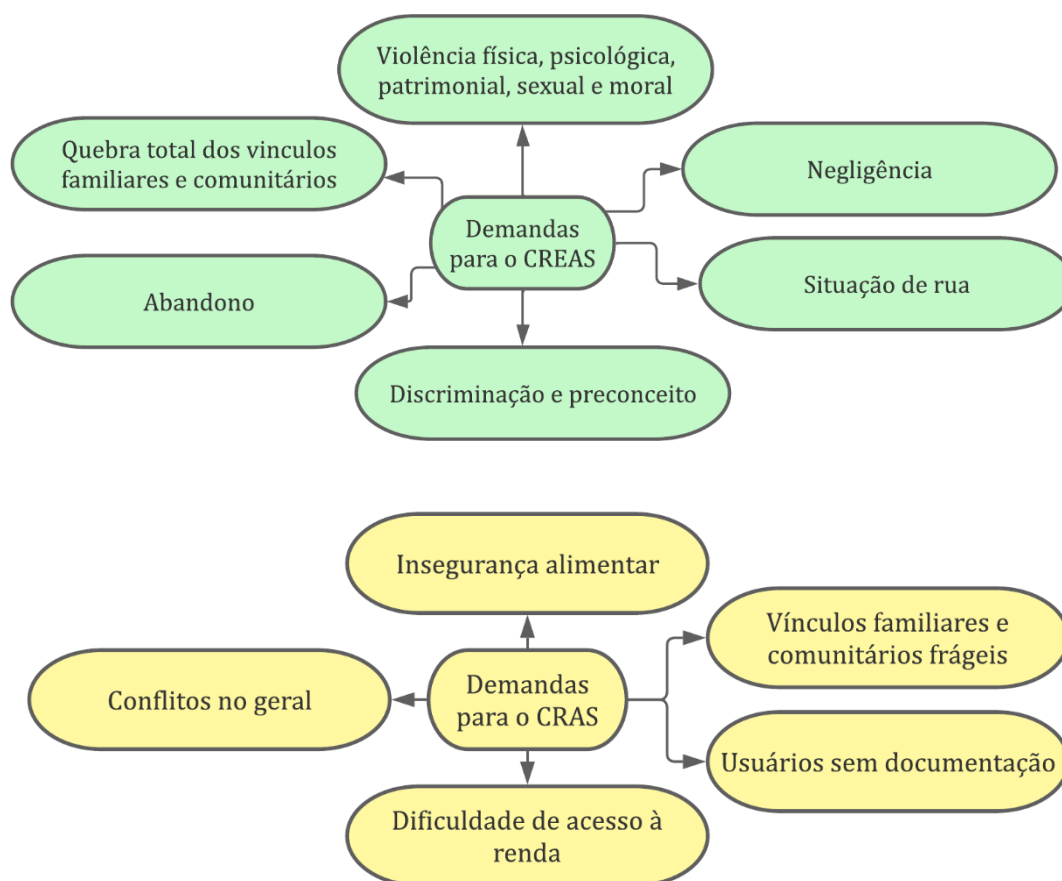 Violência física, psicológica,
patrimonial, sexual e moral
Quebra total dos vinculos
familiares e comunitários
Negligência
Demandas
para o CREAS
Abandono
Situação de rua
Discriminação e preconceito
Insegurança alimentar
Vínculos familiares e
comunitários frágeis
Conflitos no geral
Demandas
para o CRAS
Usuários sem documentação
Dificuldade de acesso à
renda